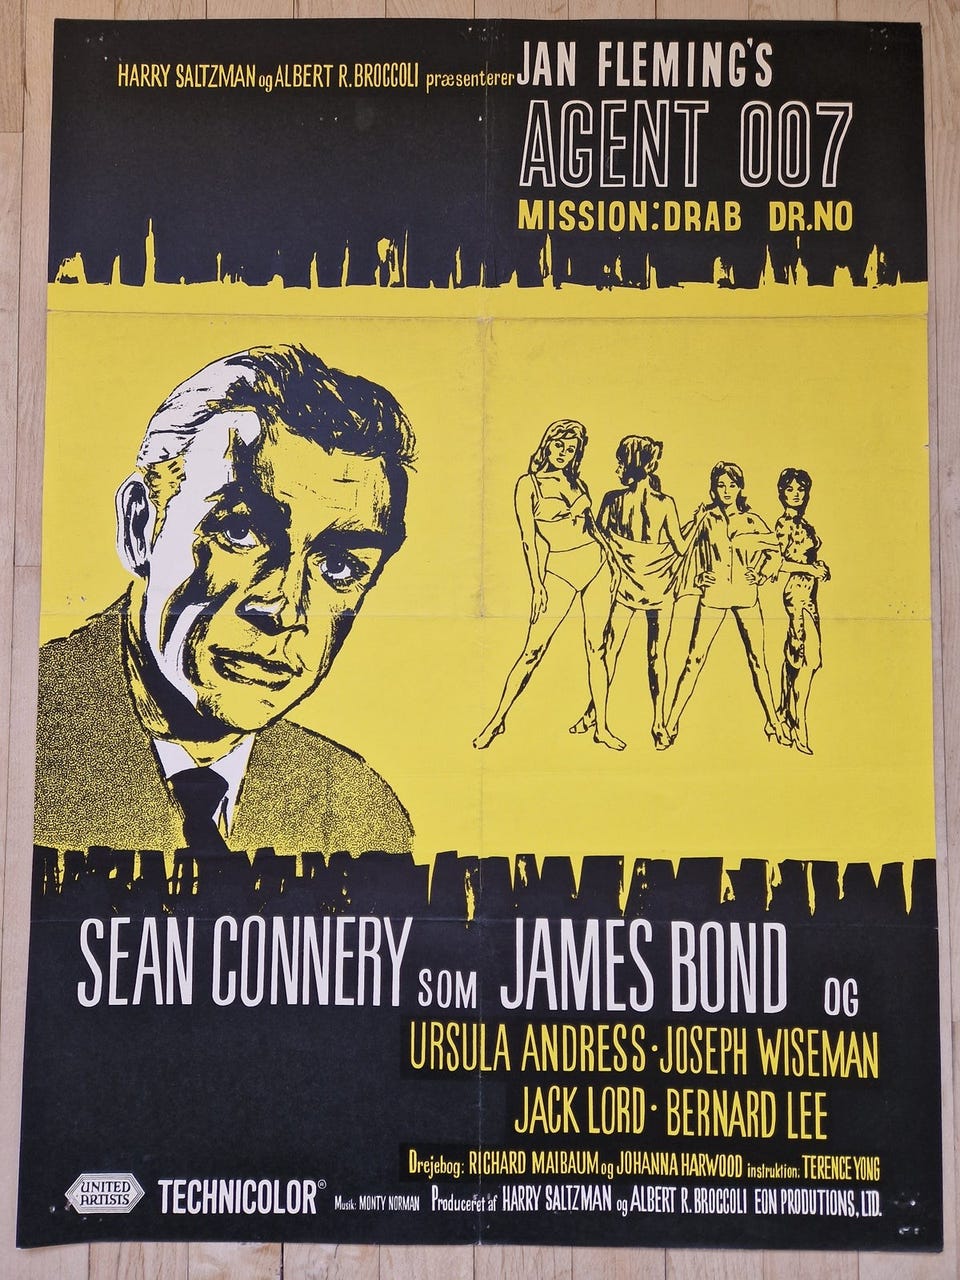 HARRY SALTZMAN og ALBERT R. BROCCOLI præsenterer JAN FLEMING'S
AGENT 007
MISSION: DRAB DR. NO
SEAN CONNERY SOM JAMES BOND OG
URSULA ANDRESS · JOSEPH WISEMAN
JACK LORD · BERNARD LEE
Drejebog: RICHARD MAIBAUM og JOHANNA HARWOOD instruktion: TERENCE YONG
UNITED
ARTISTS
TECHNICOLOR® Musik: MONTY NORMAN Produceret af HARRY SALTZMAN og ALBERT R. BROCCOLI EON PRODUTIONS, LTD.